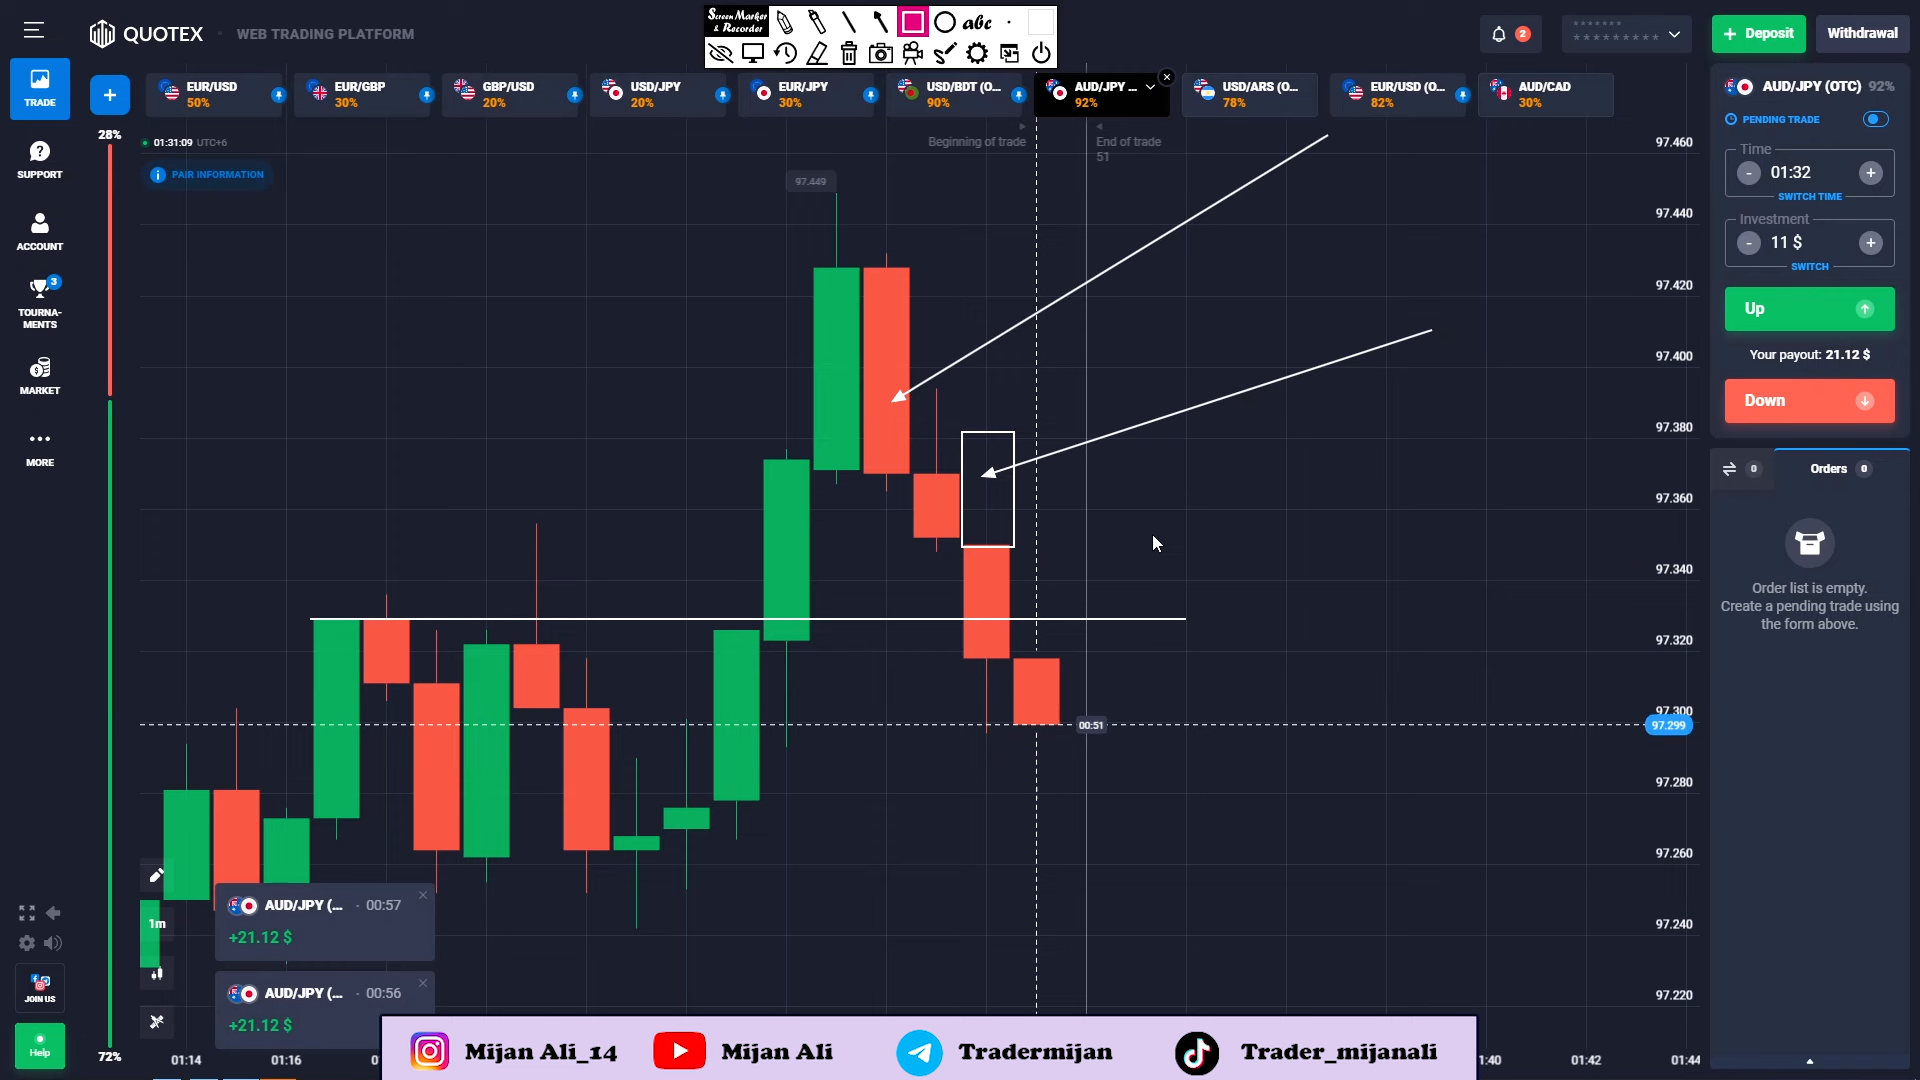 Screen Marker
& Recorder
abc
QUOTEX
WEB TRADING PLATFORM
2
*******
*********
+ Deposit
Withdrawal
TRADE
+
EUR/USD
50%
EUR/GBP
30%
GBP/USD
20%
USD/JPY
20%
EUR/JPY
30%
USD/BDT (O...
90%
AUD/JPY ...
92%
USD/ARS (O...
78%
EUR/USD (O...
82%
AUD/CAD
30%
AUD/JPY (OTC) 92%
PENDING TRADE
28%
01:31:09 UTC+6
PAIR INFORMATION
Beginning of trade
End of trade
51
97.449
97.460
97.440
97.420
97.400
97.380
97.360
97.340
97.320
97.300
97.299
97.280
97.260
97.240
97.220
00:51
SUPPORT
ACCOUNT
3
TOURNA-
MENTS
MARKET
MORE
JOIN US
Help
72%
1m
Time
- 01:32 +
SWITCH TIME
Investment
- 11 $ +
SWITCH
Up
Your payout: 21.12 $
Down
0
Orders 0
Order list is empty.
Create a pending trade using
the form above.
AUD/JPY (... · 00:57
+21.12 $
AUD/JPY (... · 00:56
+21.12 $
01:14
01:16
1:40
01:42
01:44
Mijan Ali_14
Mijan Ali
Tradermijan
Trader_mijanali